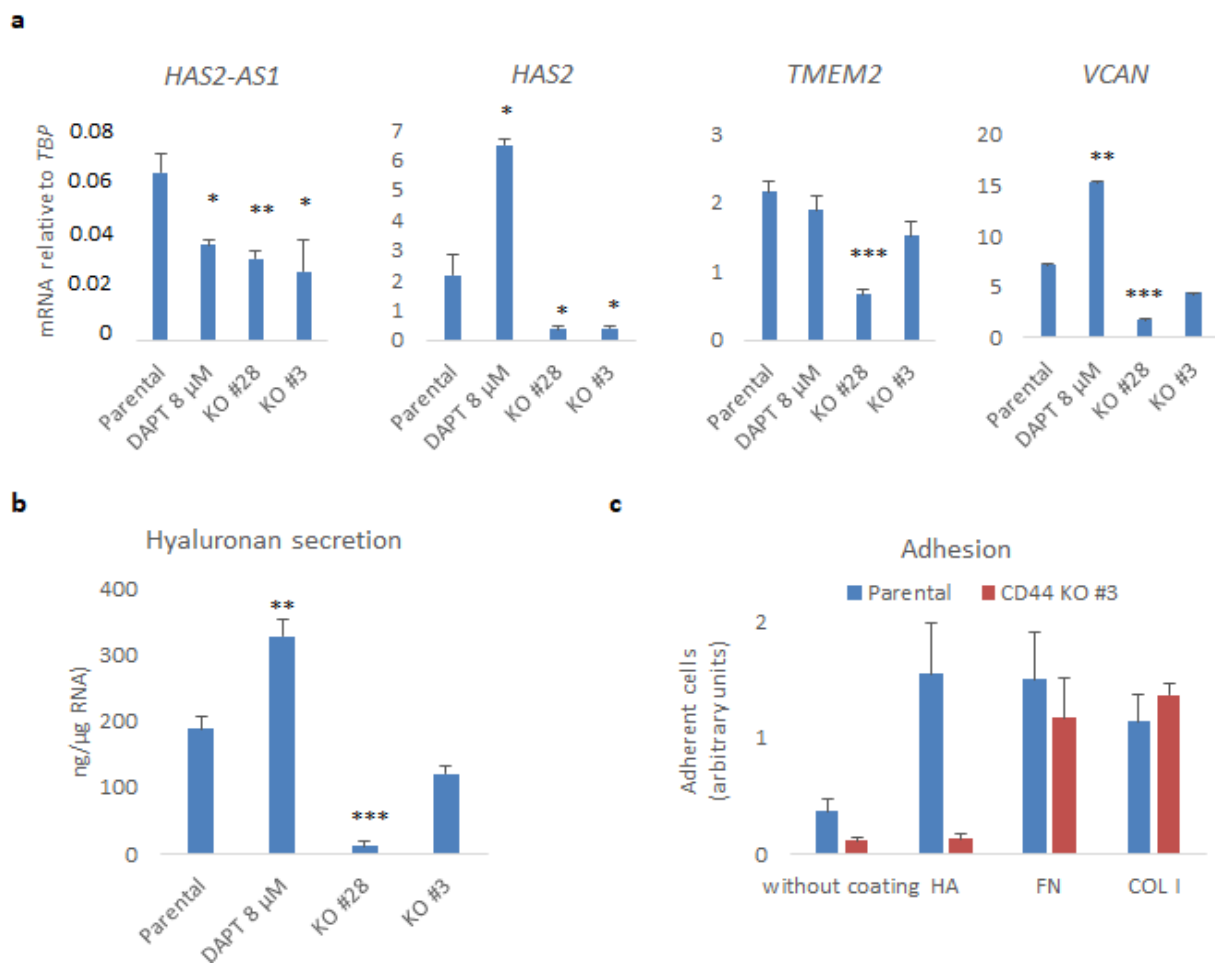 a
HAS2-AS1
HAS2
TMEM2
VCAN
mRNA relative to TBP
0.08
0.06
0.04
0.02
0
*
**
*
Parental
DAPT 8 µM
KO #28
KO #3
7
6
5
4
3
2
1
0
*
*
*
Parental
DAPT 8 µM
KO #28
KO #3
3
2
1
0
***
Parental
DAPT 8 µM
KO #28
KO #3
20
15
10
5
0
**
***
Parental
DAPT 8 µM
KO #28
KO #3
b
Hyaluronan secretion
ng/µg RNA)
400
300
200
100
0
**
***
Parental
DAPT 8 µM
KO #28
KO #3
c
Adhesion
Parental CD44 KO #3
Adherent cells
(arbitrary units)
2
1
0
without coating HA FN COL I